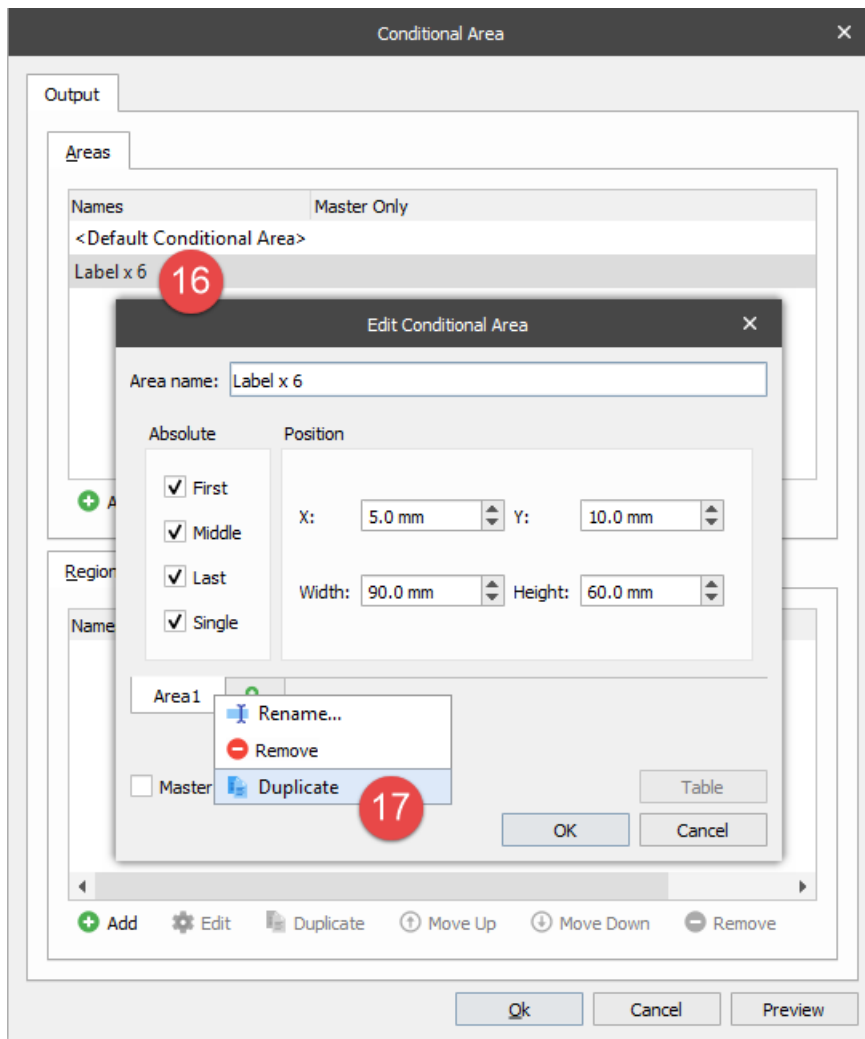 Conditional Area
Output
Areas
Names Master Only
<Default Conditional Area>
Label x 6
16
Edit Conditional Area
Area name: Label x 6
Absolute Position
First
X: 5.0 mm Y: 10.0 mm
Middle
Last
Width: 90.0 mm Height: 60.0 mm
Single
A
Region
Name
Area1
Rename...
Remove
Master Duplicate Table
17
OK Cancel
Add Edit Duplicate Move Up Move Down Remove
Ok Cancel Preview